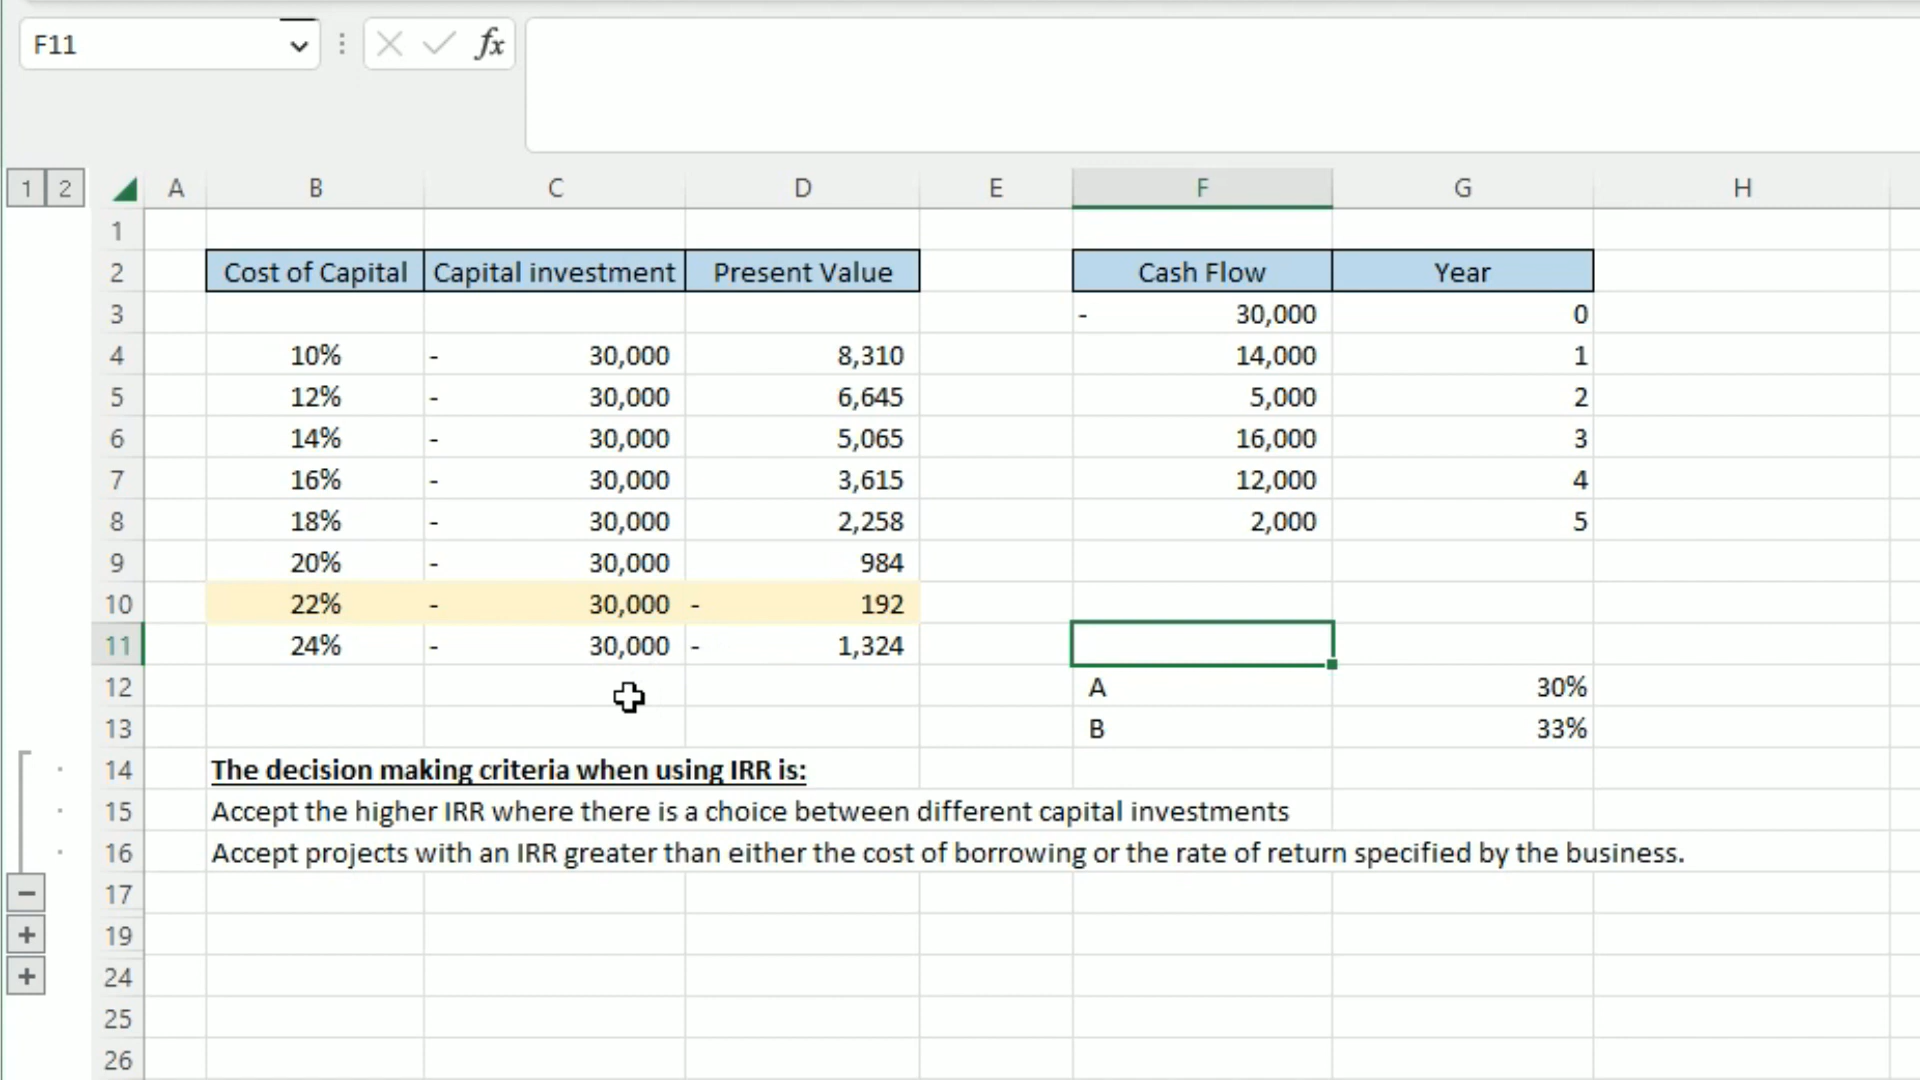 F11 fx
1 2 A B C D E F G H
1
2 Cost of Capital Capital investment Present Value Cash Flow Year
3 - 30,000 0
4 10% - 30,000 8,310 14,000 1
5 12% - 30,000 6,645 5,000 2
6 14% - 30,000 5,065 16,000 3
7 16% - 30,000 3,615 12,000 4
8 18% - 30,000 2,258 2,000 5
9 20% - 30,000 984
10 22% - 30,000 - 192
11 24% - 30,000 - 1,324
12 A 30%
13 B 33%
14 The decision making criteria when using IRR is:
15 Accept the higher IRR where there is a choice between different capital investments
16 Accept projects with an IRR greater than either the cost of borrowing or the rate of return specified by the business.
17
19
24
25
26